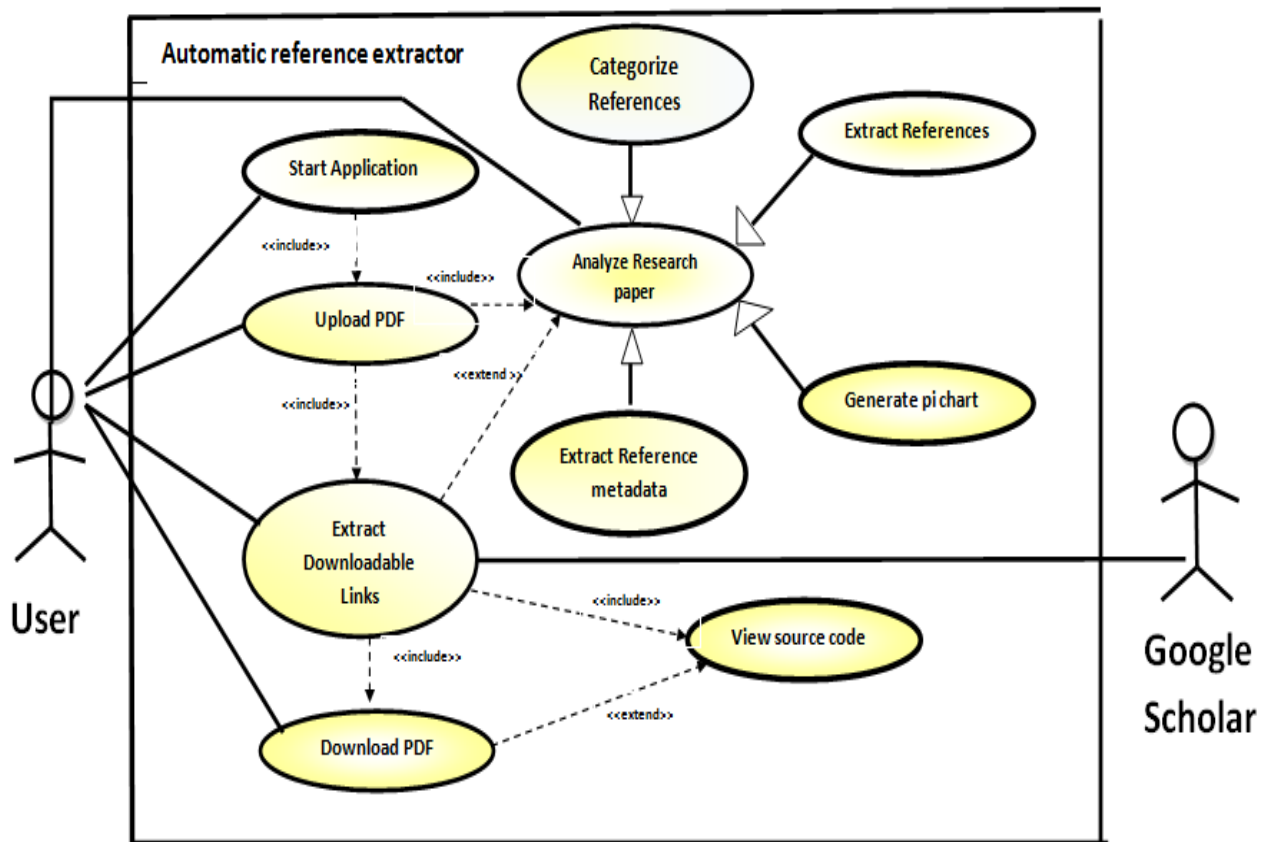 Automatic reference extractor
Categorize
References
Extract References
Start Application
<<include>>
Analyze Research
paper
<<include>>
Upload PDF
<<extend >>
<<include>>
Generate pi chart
Extract Reference
metadata
Extract
Downloadable
Links
<<include>>
View source code
<<include>>
<<extend>>
Download PDF
User
Google
Scholar